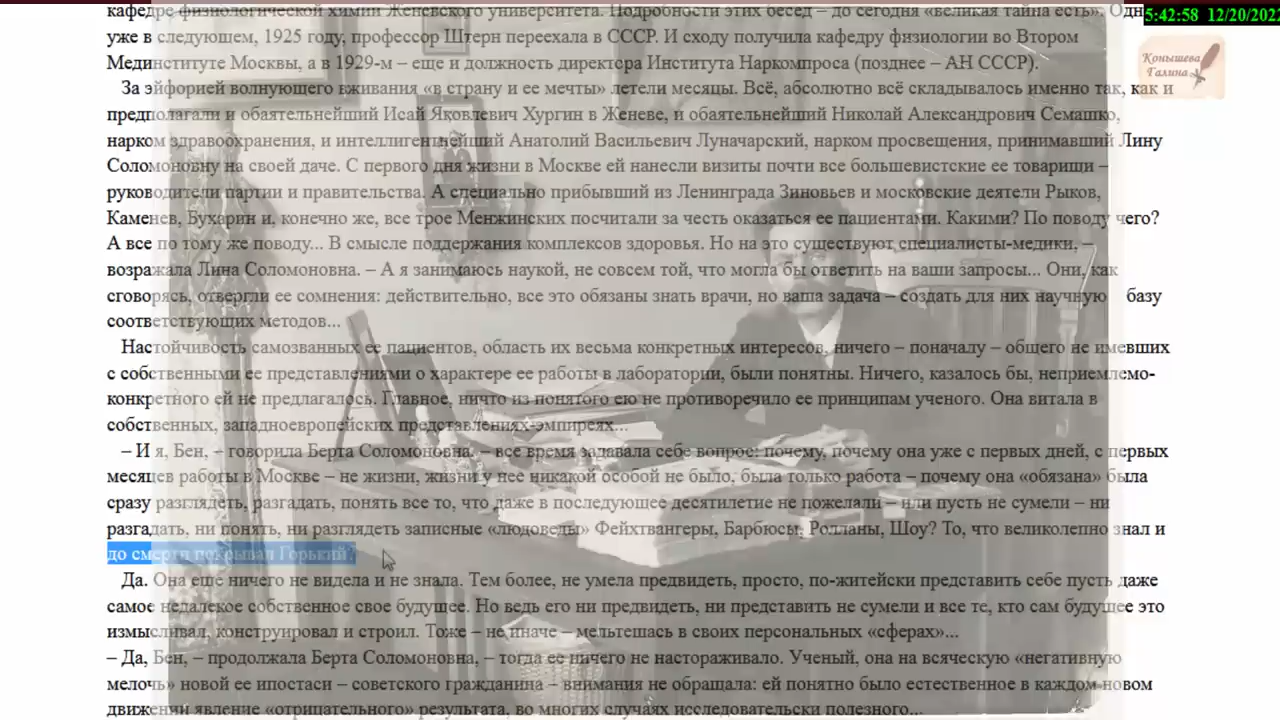 кафедре физиологической химии Женевского университета. Подробности этих бесед – до сегодня «великая тайна есть». Одн
уже в следующем, 1925 году, профессор Штерн переехала в СССР. И сходу получила кафедру физиологии во Втором
Мединституте Москвы, а в 1929-м – еще и должность директора Института Наркомпроса (позднее – АН СССР).
За эйфорией волнующего вживания «в страну и ее мечты» летели месяцы. Всё, абсолютно всё складывалось именно так, как и
предполагали и обаятельнейший Исай Яковлевич Хургин в Женеве, и обаятельнейший Николай Александрович Семашко,
нарком здравоохранения, и интеллигентнейший Анатолий Васильевич Луначарский, нарком просвещения, принимавший Лину
Соломоновну на своей даче. С первого дня жизни в Москве ей нанесли визиты почти все большевистские ее товарищи –
руководители партии и правительства. А специально прибывший из Ленинграда Зиновьев и московские деятели Рыков,
Каменев, Бухарин и, конечно же, все трое Менжинских посчитали за честь оказаться ее пациентами. Какими? По поводу чего?
А все по тому же поводу... В смысле поддержания комплексов здоровья. Но на это существуют специалисты-медики, –
возражала Лина Соломоновна. – А я занимаюсь наукой, не совсем той, что могла бы ответить на ваши запросы... Они, как
сговорясь, отвергли ее сомнения: действительно, все это обязаны знать врачи, но ваша задача – создать для них научную базу
соответствующих методов...
Настойчивость самозванных ее пациентов, область их весьма конкретных интересов, ничего – поначалу – общего не имевших
с собственными ее представлениями о характере ее работы в лаборатории, были понятны. Ничего, казалось бы, неприемлемо-
конкретного ей не предлагалось. Главное, ничто из понятого ею не противоречило ее принципам ученого. Она витала в
собственных, западноевропейских представлениях-эмпиреях...
– И я, Бен, – говорила Берта Соломоновна, – все время задавала себе вопрос: почему, почему она уже с первых дней, с первых
месяцев работы в Москве – не жизни, жизни у нее никакой особой не было, была только работа – почему она «обязана» была
сразу разглядеть, разгадать, понять все то, что даже в последующее десятилетие не пожелали – или пусть не сумели – ни
разгадать, ни понять, ни разглядеть записные «людоведы» Фейхтвангеры, Барбюсы, Ролланы, Шоу? То, что великолепно знал и
до смерти покрывал Горький?
Да. Она еще ничего не видела и не знала. Тем более, не умела предвидеть, просто, по-житейски представить себе пусть даже
самое недалекое собственное свое будущее. Но ведь его ни предвидеть, ни представить не сумели и все те, кто сам будущее это
измысливал, конструировал и строил. Тоже – не иначе – мельтешась в своих персональных «сферах»...
– Да, Бен, – продолжала Берта Соломоновна, – тогда ее ничего не настораживало. Ученый, она на всяческую «негативную
мелочь» новой ее ипостаси – советского гражданина – внимания не обращала: ей понятно было естественное в каждом новом
движении явление «отрицательного» результата, во многих случаях исследовательски полезного...
5:42:58 12/20/202
Конышева
Галина